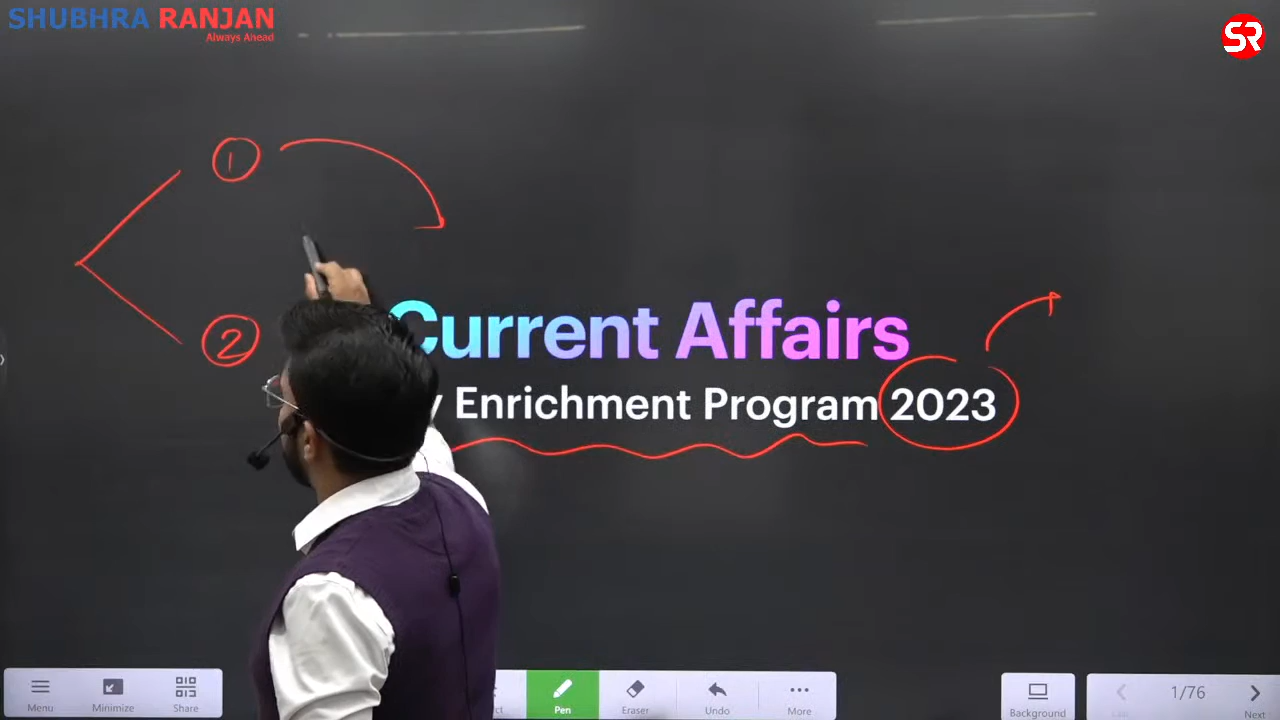 SHUBHRA RANJAN
Always Ahead
SR
1
2
Current Affairs
y Enrichment Program 2023
Menu
Minimize
Share
Pen
Eraser
Undo
More
Background
1/76
Next